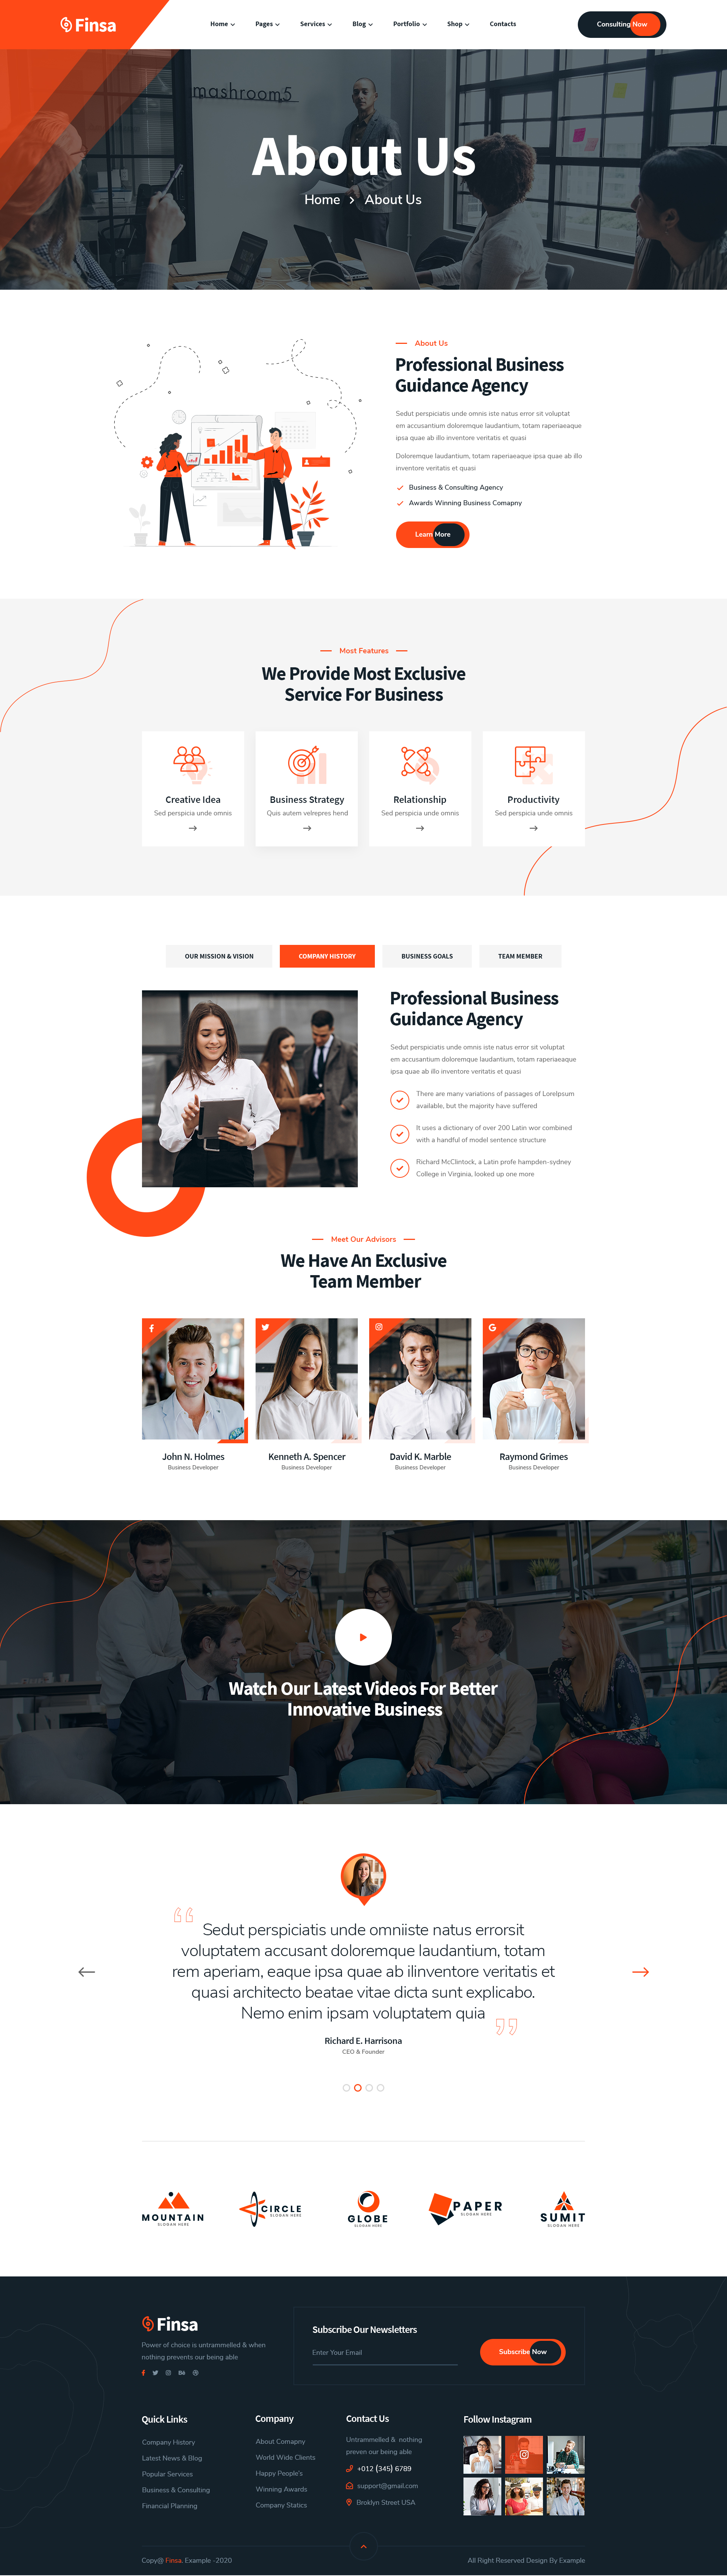 Finsa
Home Pages Services Blog Portfolio Shop Contacts
Consulting Now
mashroom5
About Us
Home > About Us
About Us
Professional Business
Guidance Agency
Sedut perspiciatis unde omnis iste natus error sit voluptat
em accusantium doloremque laudantium, totam raperiaeaque
ipsa quae ab illo inventore veritatis et quasi
Doloremque laudantium, totam raperiaeaque ipsa quae ab illo
inventore veritatis et quasi
Business & Consulting Agency
Awards Winning Business Comapny
Learn More
Most Features
We Provide Most Exclusive
Service For Business
Creative Idea
Sed perspicia unde omnis
Business Strategy
Quis autem velrepres hend
Relationship
Sed perspicia unde omnis
Productivity
Sed perspicia unde omnis
OUR MISSION & VISION
COMPANY HISTORY
BUSINESS GOALS
TEAM MEMBER
Professional Business
Guidance Agency
Sedut perspiciatis unde omnis iste natus error sit voluptat
em accusantium doloremque laudantium, totam raperiaeaque
ipsa quae ab illo inventore veritatis et quasi
There are many variations of passages of LoreIpsum
available, but the majority have suffered
It uses a dictionary of over 200 Latin wor combined
with a handful of model sentence structure
Richard McClintock, a Latin profe hampden-sydney
College in Virginia, looked up one more
Meet Our Advisors
We Have An Exclusive
Team Member
John N. Holmes
Business Developer
Kenneth A. Spencer
Business Developer
David K. Marble
Business Developer
Raymond Grimes
Business Developer
Watch Our Latest Videos For Better
Innovative Business
“
Sedut perspiciatis unde omniiste natus errorsit
voluptatem accusant doloremque laudantium, totam
rem aperiam, eaque ipsa quae ab ilinventore veritatis et
quasi architecto beatae vitae dicta sunt explicabo.
Nemo enim ipsam voluptatem quia
”
Richard E. Harrisona
CEO & Founder
MOUNTAIN
SLOGAN HERE
CIRCLE
SLOGAN HERE
GLOBE
SLOGAN HERE
PAPER
SLOGAN HERE
SUMIT
SLOGAN HERE
Finsa
Power of choice is untrammelled & when
nothing prevents our being able
Subscribe Our Newsletters
Enter Your Email
Subscribe Now
Quick Links
Company History
Latest News & Blog
Popular Services
Business & Consulting
Financial Planning
Company
About Comapny
World Wide Clients
Happy People's
Winning Awards
Company Statics
Contact Us
Untrammelled & nothing
preven our being able
+012 (345) 6789
support@gmail.com
Broklyn Street USA
Follow Instagram
Copy@ Finsa. Example -2020
All Right Reserved Design By Example